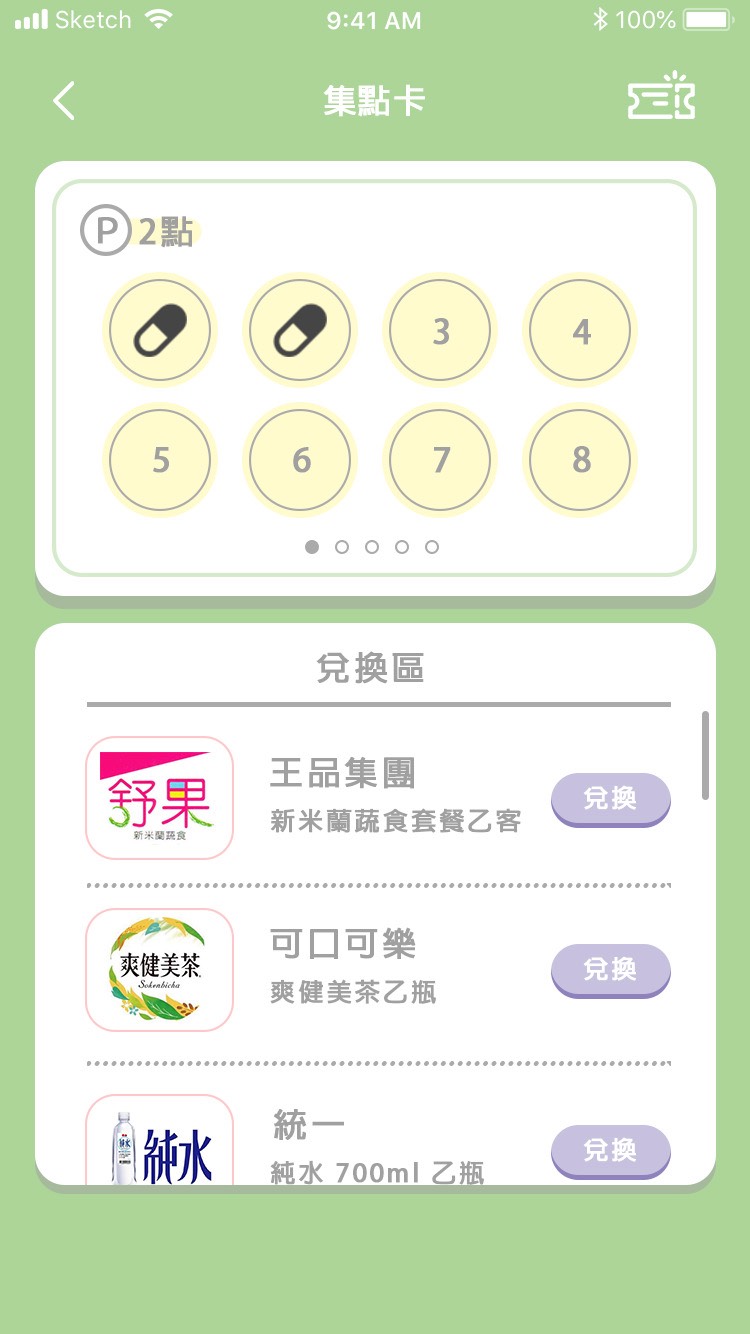 Sketch 9:41 AM 100%
集點卡
P 2點
3 4
5 6 7 8
兌換區
舒果
新米蘭蔬食
王品集團
新米蘭蔬食套餐乙客
兌換
爽健美茶
Sokenbicha
可口可樂
爽健美茶乙瓶
兌換
純水
統一
純水 700ml 乙瓶
兌換